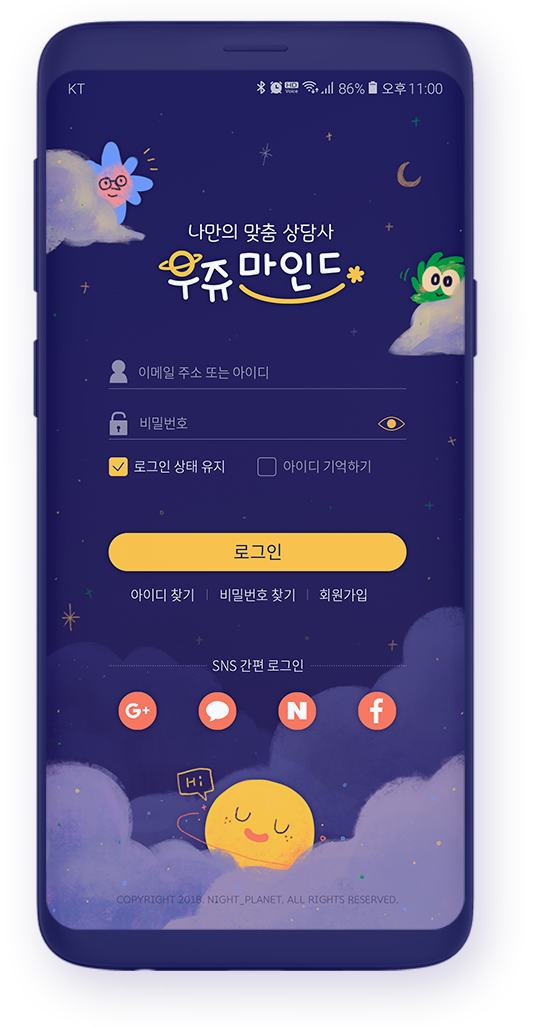 KT
HD
Voice
86%
오후 11:00
나만의 맞춤 상담사
우쥬 마인드
이메일 주소 또는 아이디
비밀번호
로그인 상태 유지
아이디 기억하기
로그인
아이디 찾기 | 비밀번호 찾기 | 회원가입
SNS 간편 로그인
G+
N
f
Hi
COPYRIGHT 2018. NIGHT_PLANET. ALL RIGHTS RESERVED.